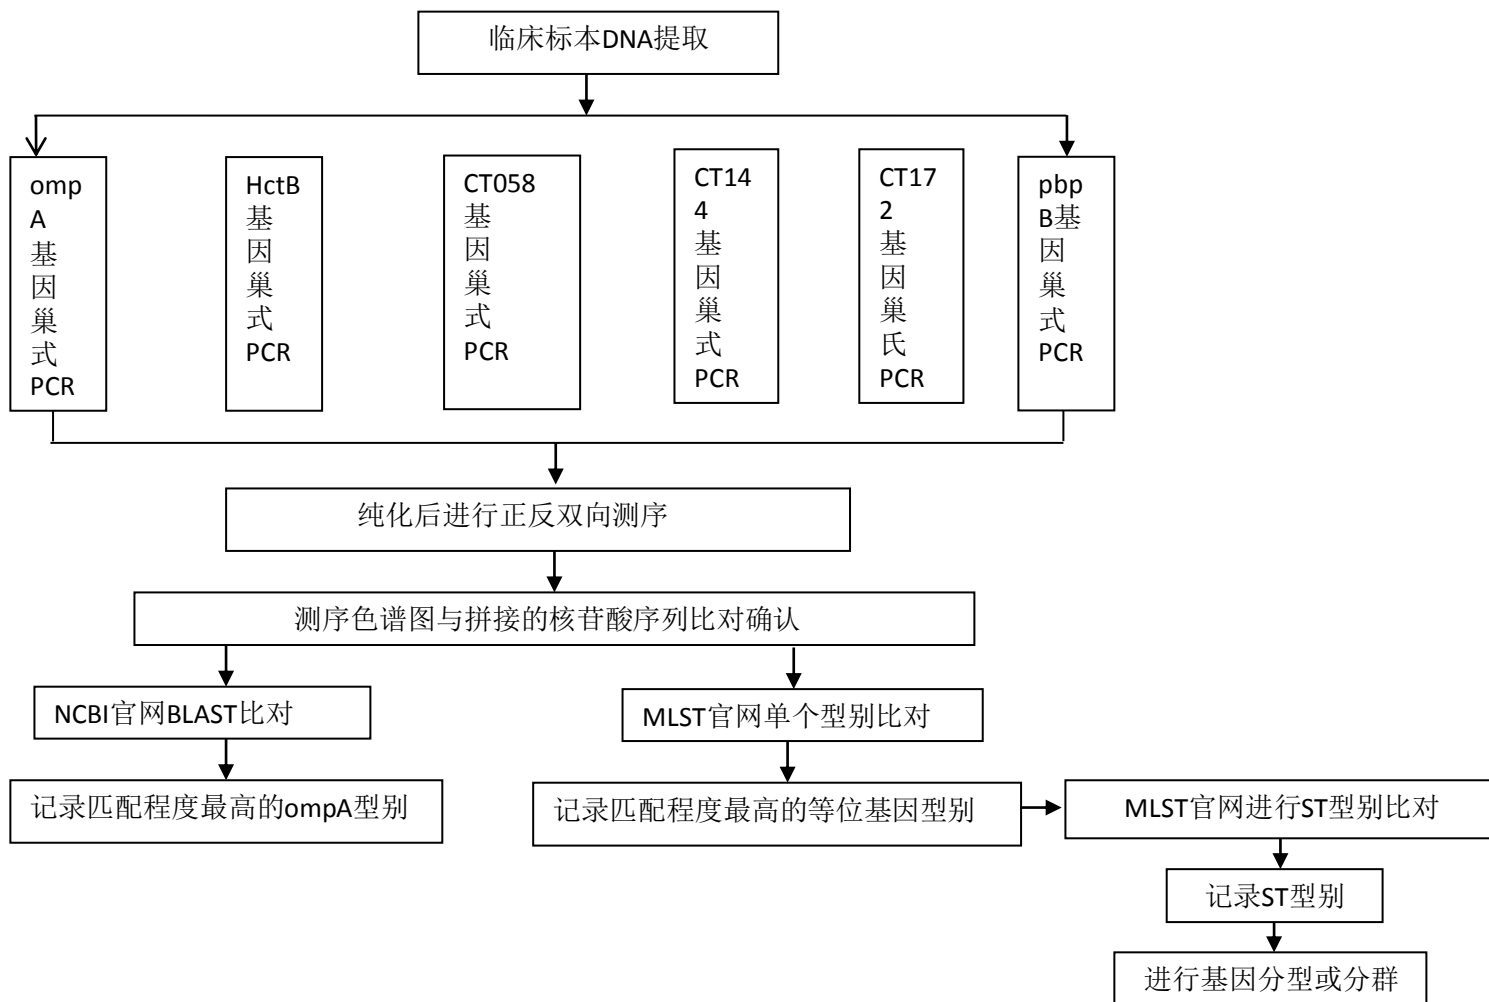 临床标本DNA提取
omp
A
基
因
巢
式
PCR
HctB
基
因
巢
式
PCR
CT058
基
因
巢
式
PCR
CT14
4
基
因
巢
式
PCR
CT17
2
基
因
巢
氏
PCR
pbp
B基
因
巢
式
PCR
纯化后进行正反双向测序
测序色谱图与拼接的核苷酸序列比对确认
NCBI官网BLAST比对
MLST官网单个型别比对
记录匹配程度最高的ompA型别
记录匹配程度最高的等位基因型别
MLST官网进行ST型别比对
记录ST型别
进行基因分型或分群